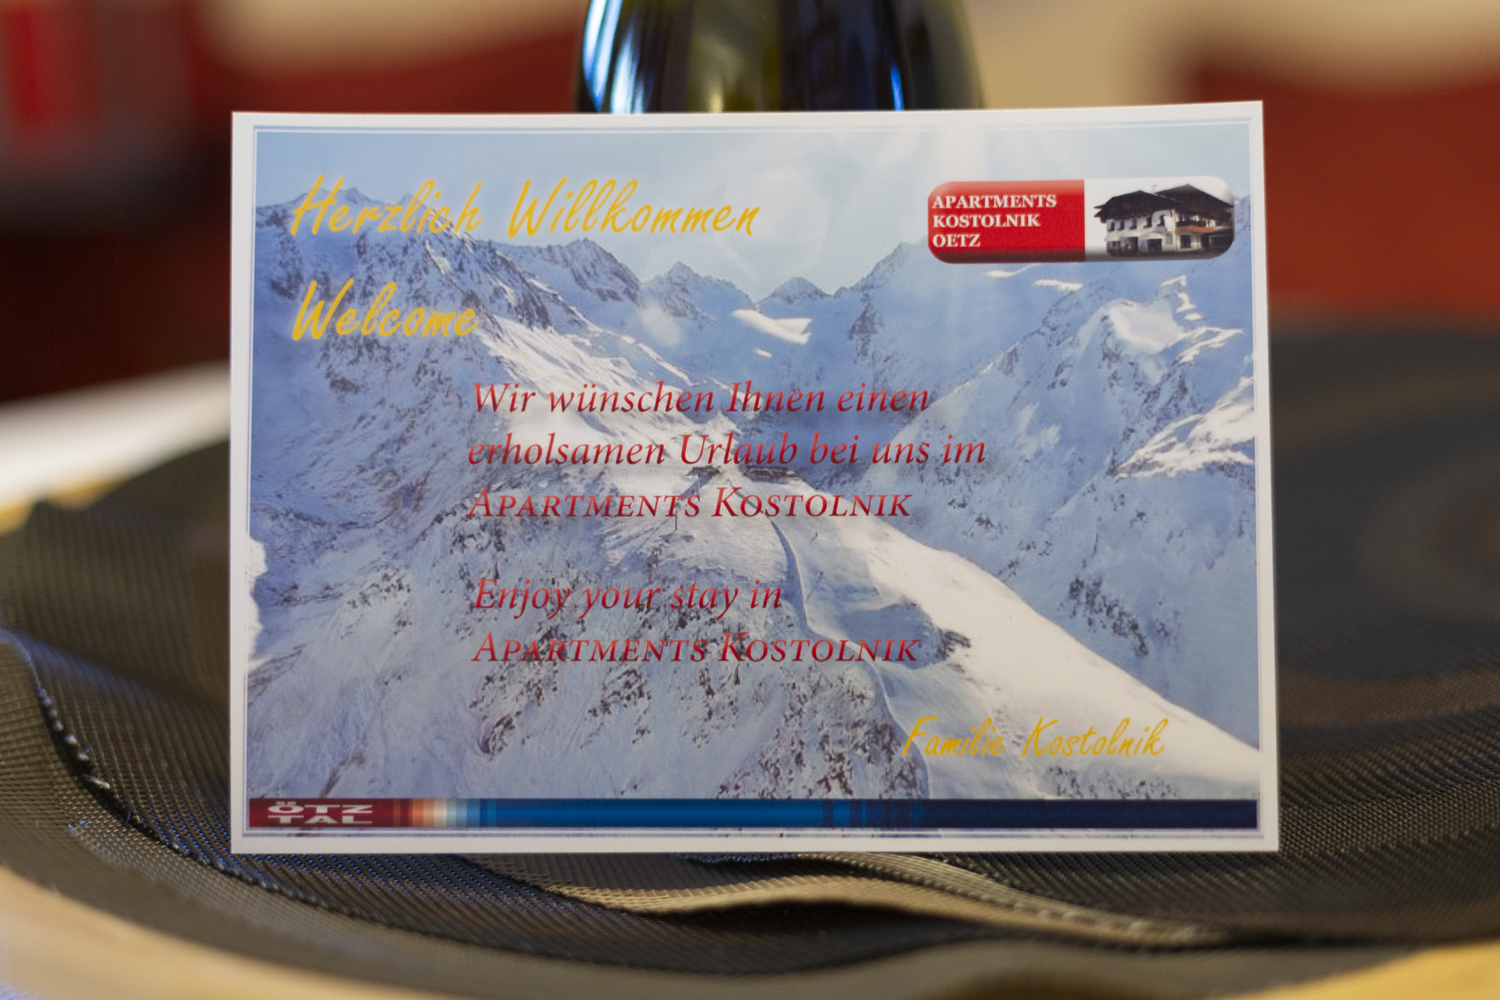 Herzlich Willkommen
Welcome
APARTMENTS
KOSTOLNIK
OETZ
Wir wünschen Ihnen einen
erholsamen Urlaub bei uns im
APARTMENTS KOSTOLNIK
Enjoy your stay in
APARTMENTS KOSTOLNIK
Familie Kostolnik
ÖTZ
TAL